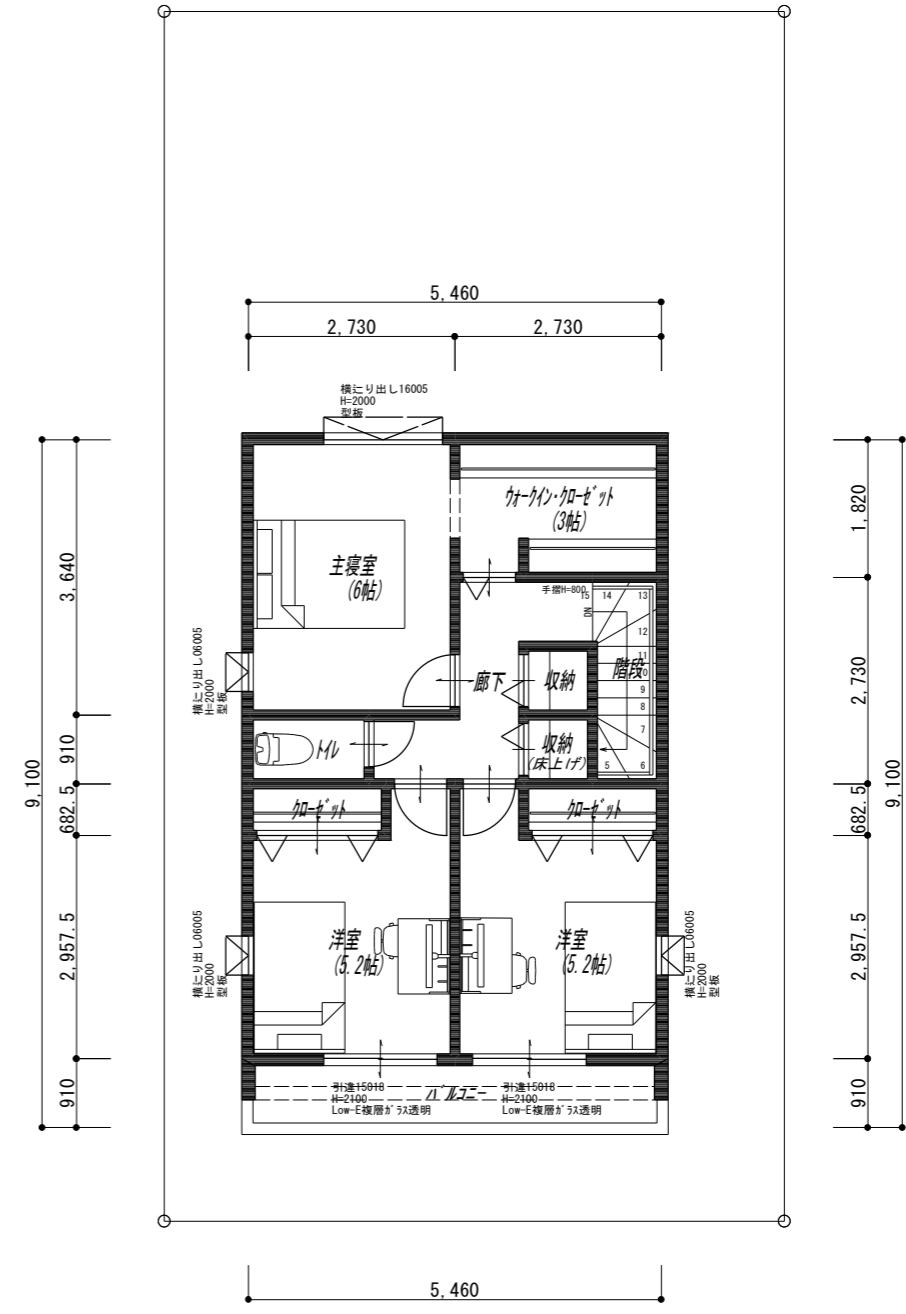 5,460
2,730
2,730
横辷り出し16005
H=2000
型板
ウォークイン・クローゼット
(3帖)
主寝室
(6帖)
手摺H=800
15
14
13
DN
12
11
10
9
8
7
6
5
階段
横辷り出し06005
H=2000
型板
廊下
収納
収納
(床上げ)
トイレ
クローゼット
クローゼット
横辷り出し06005
H=2000
型板
洋室
(5.2帖)
洋室
(5.2帖)
横辷り出し06005
H=2000
型板
引違15018
H=2100
Low-E複層ガラス透明
バルコニー
引違15018
H=2100
Low-E複層ガラス透明
9,100
3,640
910
682.5
2,957.5
910
1,820
2,730
682.5
2,957.5
910
9,100
5,460